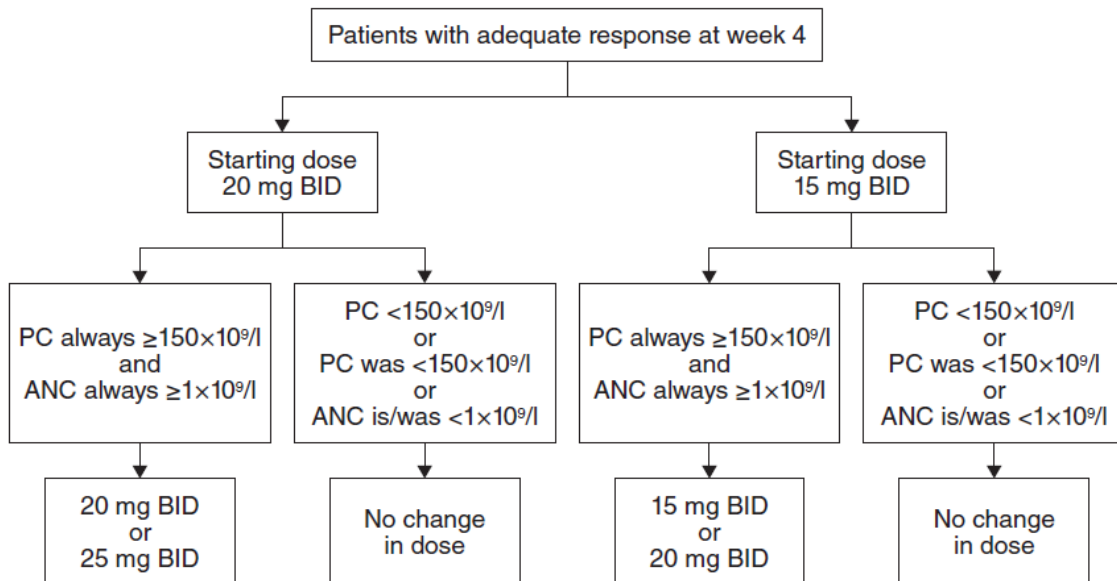 Patients with adequate response at week 4
Starting dose
20 mg BID
Starting dose
15 mg BID
PC always ≥150×10⁹/l
and
ANC always ≥1×10⁹/l
PC <150×10⁹/l
or
PC was <150×10⁹/l
or
ANC is/was <1×10⁹/l
PC always ≥150×10⁹/l
and
ANC always ≥1×10⁹/l
PC <150×10⁹/l
or
PC was <150×10⁹/l
or
ANC is/was <1×10⁹/l
20 mg BID
or
25 mg BID
No change
in dose
15 mg BID
or
20 mg BID
No change
in dose